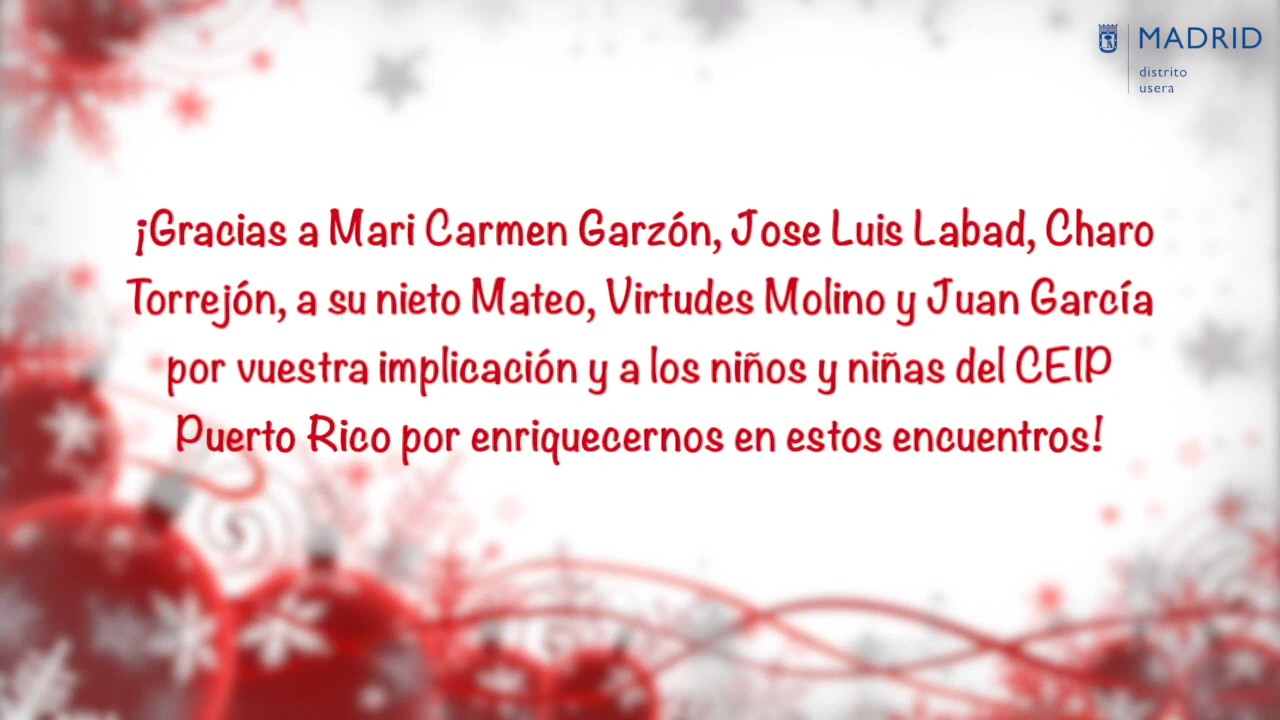 MADRID
distrito
usera
¡Gracias a Mari Carmen Garzón, Jose Luis Labad, Charo
Torrejón, a su nieto Mateo, Virtudes Molino y Juan García
por vuestra implicación y a los niños y niñas del CEIP
Puerto Rico por enriquecernos en estos encuentros!